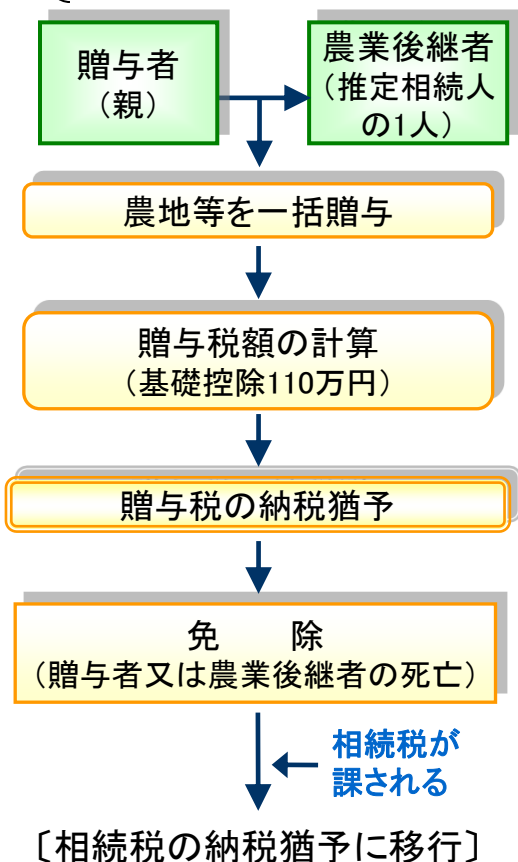 贈与者
（親）
農業後継者
（推定相続人
の1人）
農地等を一括贈与
贈与税額の計算
（基礎控除110万円）
贈与税の納税猶予
免　　除
（贈与者又は農業後継者の死亡）
相続税が
課される
〔相続税の納税猶予に移行〕